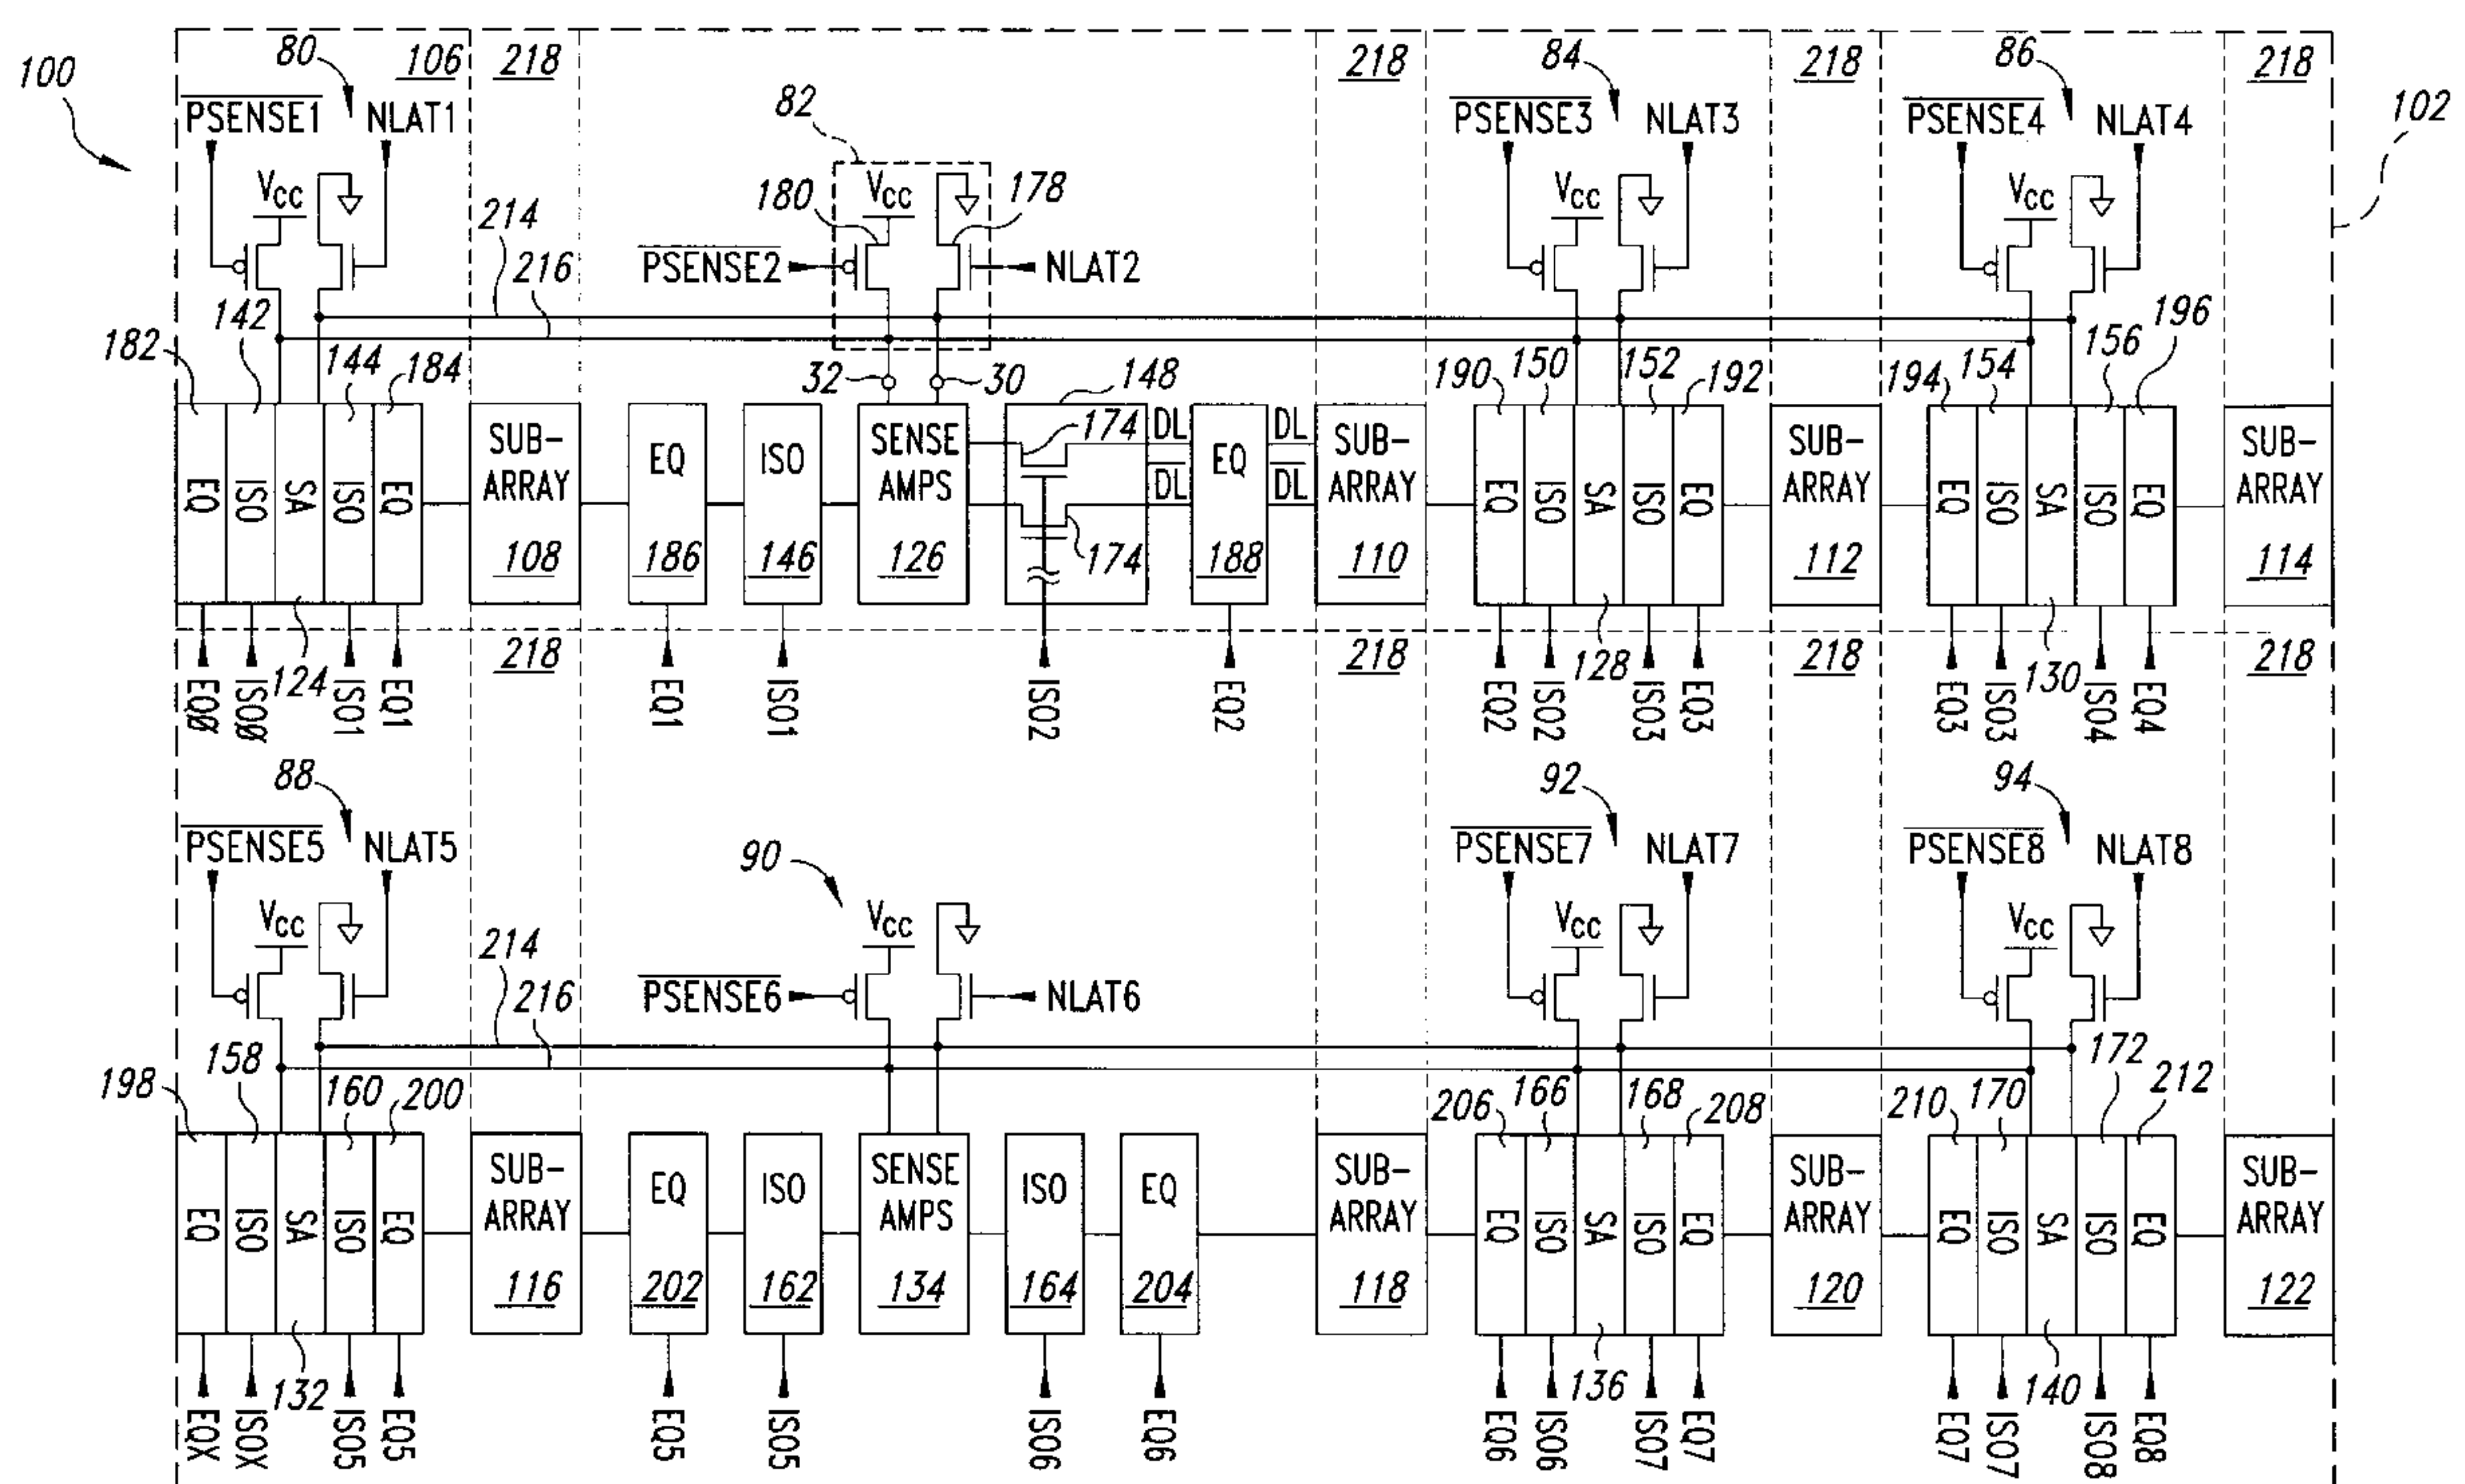 100
80
106
218
218
84
218
86
218
102
PSENSE1 NLAT1
82
PSENSE3 NLAT3
PSENSE4 NLAT4
VCC
214
216
180
VCC
178
PSENSE2
NLAT2
VCC
VCC
182
142
144
184
32
30
148
190
150
152
192
194
154
156
196
EQ
ISO
SA
ISO
EQ
SUB-
ARRAY
108
EQ
186
ISO
146
SENSE
AMPS
126
174
174
DL
DL
EQ
188
DL
DL
SUB-
ARRAY
110
EQ
ISO
SA
ISO
EQ
SUB-
ARRAY
112
EQ
ISO
SA
ISO
EQ
SUB-
ARRAY
114
124
218
218
128
218
130
218
EQØ
ISOØ
ISO1
EQ1
EQ1
ISO1
ISO2
EQ2
EQ2
ISO2
ISO3
EQ3
EQ3
ISO3
ISO4
EQ4
88
90
92
94
PSENSE5 NLAT5
PSENSE7 NLAT7
PSENSE8 NLAT8
VCC
214
216
VCC
PSENSE6
NLAT6
VCC
VCC
198
158
160
200
206
166
168
208
210
170
172
212
EQ
ISO
SA
ISO
EQ
SUB-
ARRAY
116
EQ
202
ISO
162
SENSE
AMPS
134
ISO
164
EQ
204
SUB-
ARRAY
118
EQ
ISO
SA
ISO
EQ
SUB-
ARRAY
120
EQ
ISO
SA
ISO
EQ
SUB-
ARRAY
122
132
136
140
EQX
ISOX
ISO5
EQ5
EQ5
ISO5
ISO6
EQ6
EQ6
ISO6
ISO7
EQ7
EQ7
ISO7
ISO8
EQ8